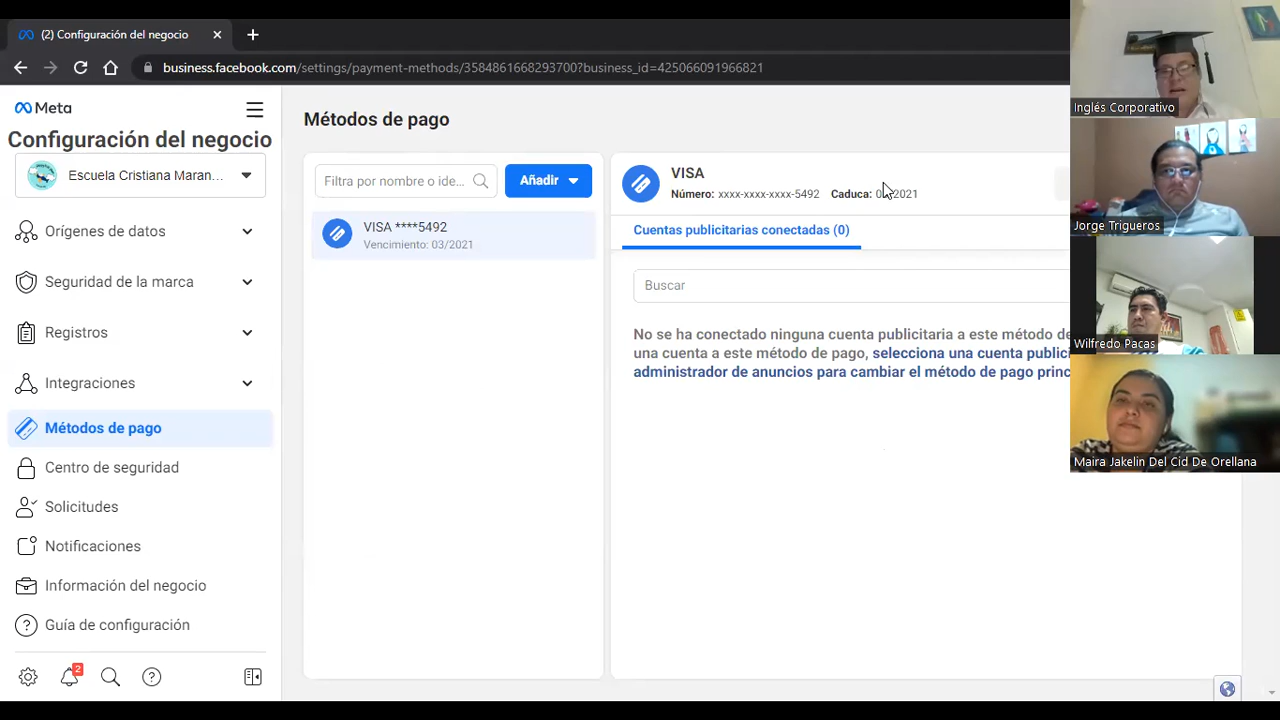 (2) Configuración del negocio
business.facebook.com/settings/payment-methods/3584861668293700?business_id=425066091966821
Meta
Configuración del negocio
Escuela Cristiana Maran...
Orígenes de datos
Seguridad de la marca
Registros
Integraciones
Métodos de pago
Centro de seguridad
Solicitudes
Notificaciones
Información del negocio
Guía de configuración
2
Métodos de pago
Filtra por nombre o ide...
Añadir
VISA ****5492
Vencimiento: 03/2021
VISA
Número: xxxx-xxxx-xxxx-5492 Caduca: 2021
Cuentas publicitarias conectadas (0)
Buscar
No se ha conectado ninguna cuenta publicitaria a este método de
una cuenta a este método de pago, selecciona una cuenta public
administrador de anuncios para cambiar el método de pago princ
Inglés Corporativo
Jorge Trigueros
Wilfredo Pacas
Maira Jakelin Del Cid De Orellana